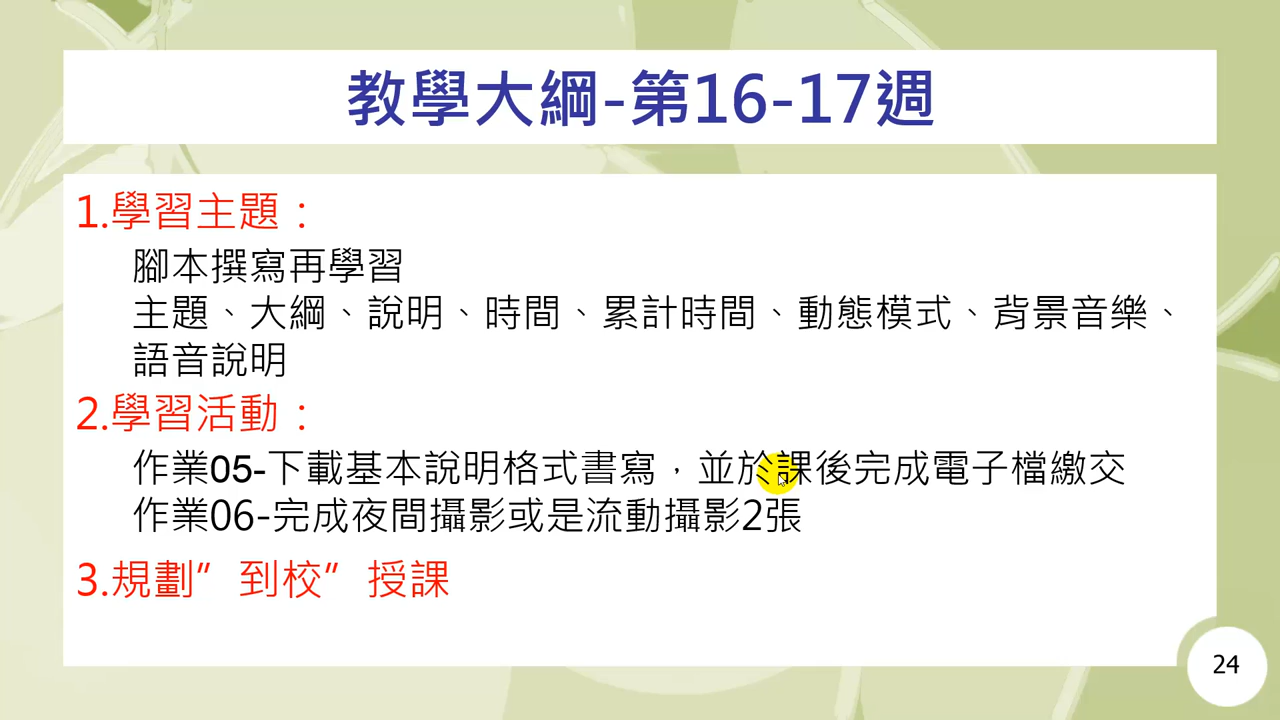 教學大綱-第16-17週
1.學習主題：
腳本撰寫再學習
主題、大綱、說明、時間、累計時間、動態模式、背景音樂、
語音說明
2.學習活動：
作業05-下載基本說明格式書寫，並於課後完成電子檔繳交
作業06-完成夜間攝影或是流動攝影2張
3.規劃”到校”授課
24